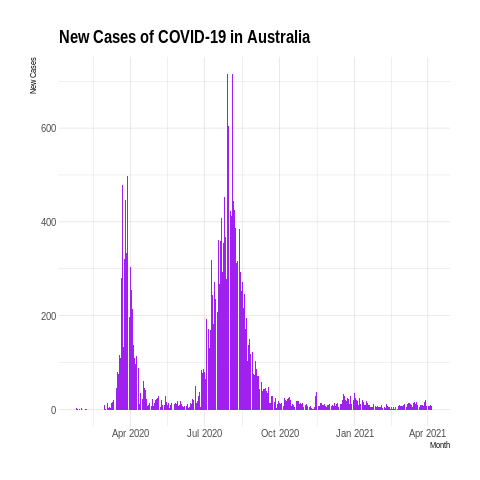 New Cases of COVID-19 in Australia
New Cases
600
400
200
0
Apr 2020
Jul 2020
Oct 2020
Jan 2021
Apr 2021
Month